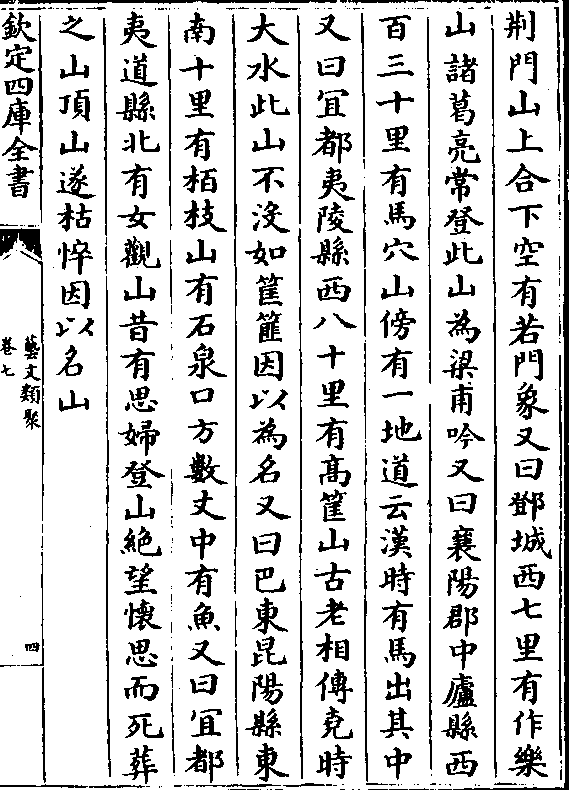 荆門山上合下空有若門象又曰鄧城西七里有作樂
山諸葛亮常登此山為梁甫吟又曰襄陽郡中廬縣西
百三十里有馬穴山傍有一地道云漢時有馬出其中
又曰冝都夷陵縣西八十里有髙筐山古老相傳堯時
大水此山不没如筐篚因以為名又曰巴東昆陽縣東
南十里有栢枝山有石泉口方數丈中有魚又曰冝都
夷道縣北有女觀山昔有思婦登山絶望懷思而死葬
之山頂山遂枯悴因以名山
欽定四庫全書
藝文類聚
卷七
四